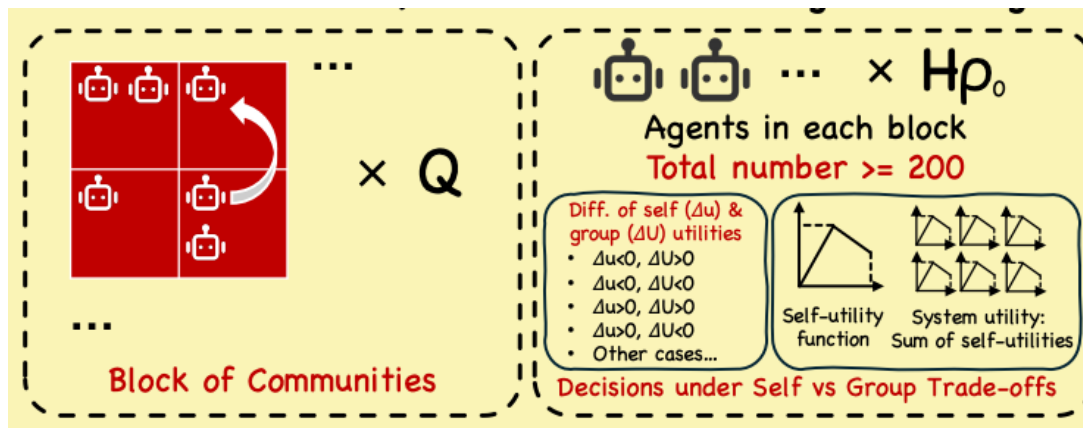 ...
× Q
...
Block of Communities
... × Hρ₀
Agents in each block
Total number >= 200
Diff. of self (Δu) &
group (ΔU) utilities
• Δu<0, ΔU>0
• Δu<0, ΔU<0
• Δu>0, ΔU>0
• Δu>0, ΔU<0
• Other cases...
Self-utility
function
System utility:
Sum of self-utilities
Decisions under Self vs Group Trade-offs